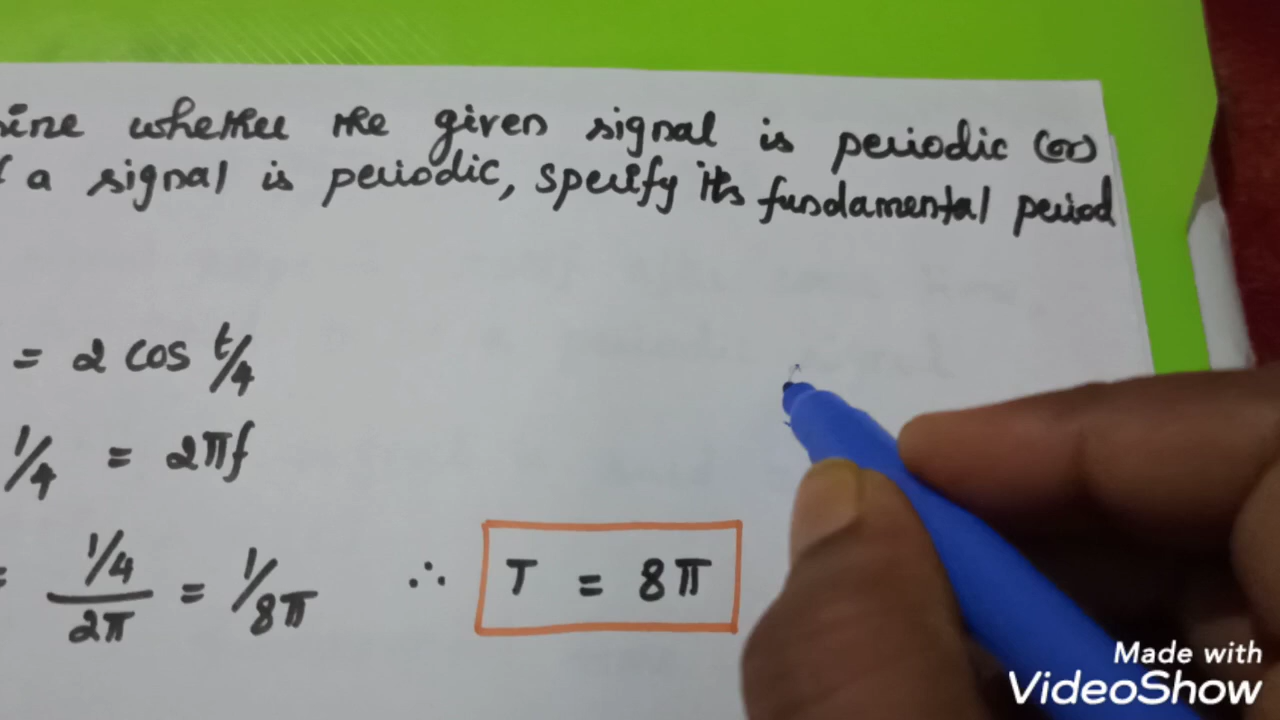 sine whether the given signal is periodic (or)
f a signal is periodic, specify its fundamental period
= 2 cos t/4
1/4 = 2πf
= 1/4 / 2π = 1/8π ∴ T = 8π
Made with
VideoShow